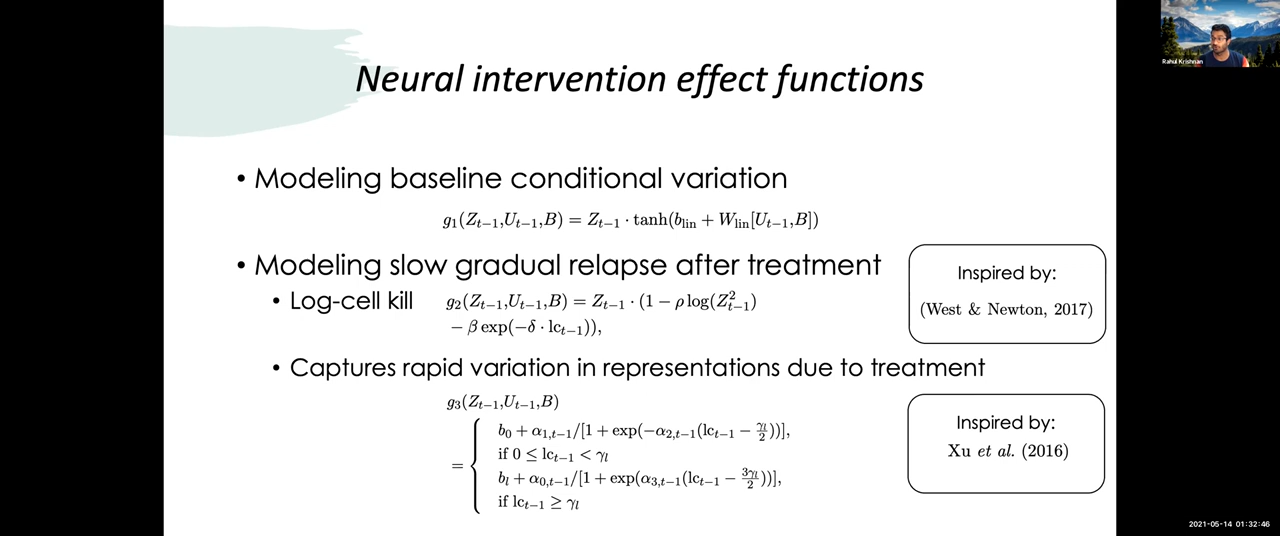 Rahul Krishnan
Neural intervention effect functions
• Modeling baseline conditional variation
g₁(Zₜ₋₁,Uₜ₋₁,B) = Zₜ₋₁ · tanh(b_lin + W_lin[Uₜ₋₁,B])
• Modeling slow gradual relapse after treatment
• Log-cell kill g₂(Zₜ₋₁,Uₜ₋₁,B) = Zₜ₋₁ · (1 − ρ log(Z²ₜ₋₁)
− β exp(−δ · lcₜ₋₁)),
Inspired by:
(West & Newton, 2017)
• Captures rapid variation in representations due to treatment
g₃(Zₜ₋₁,Uₜ₋₁,B)
= { b₀ + α₁,ₜ₋₁/[1 + exp(−α₂,ₜ₋₁(lcₜ₋₁ − γₗ/2))],
if 0 ≤ lcₜ₋₁ < γₗ
bₗ + α₀,ₜ₋₁/[1 + exp(α₃,ₜ₋₁(lcₜ₋₁ − 3γₗ/2))],
if lcₜ₋₁ ≥ γₗ
Inspired by:
Xu et al. (2016)
2021-05-14 01:32:46